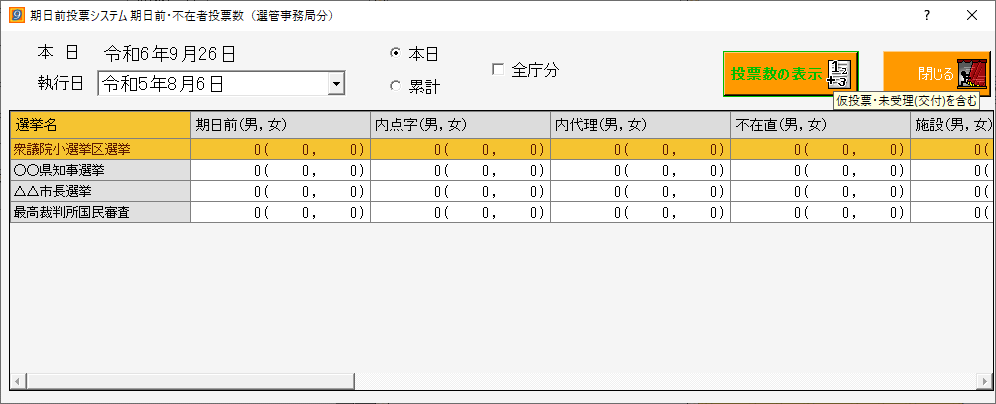 期日前投票システム 期日前・不在者投票数（選管事務局分）
本 日 令和6年9月26日
執行日 令和5年8月6日
本日
累計
全庁分
投票数の表示
閉じる
仮投票・未受理(交付)を含む
選挙名 期日前(男,女) 内点字(男,女) 内代理(男,女) 不在直(男,女) 施設(男,女)
衆議院小選挙区選挙 0( 0, 0) 0( 0, 0) 0( 0, 0) 0( 0, 0) 0(
〇〇県知事選挙 0( 0, 0) 0( 0, 0) 0( 0, 0) 0( 0, 0) 0(
△△市長選挙 0( 0, 0) 0( 0, 0) 0( 0, 0) 0( 0, 0) 0(
最高裁判所国民審査 0( 0, 0) 0( 0, 0) 0( 0, 0) 0( 0, 0) 0(